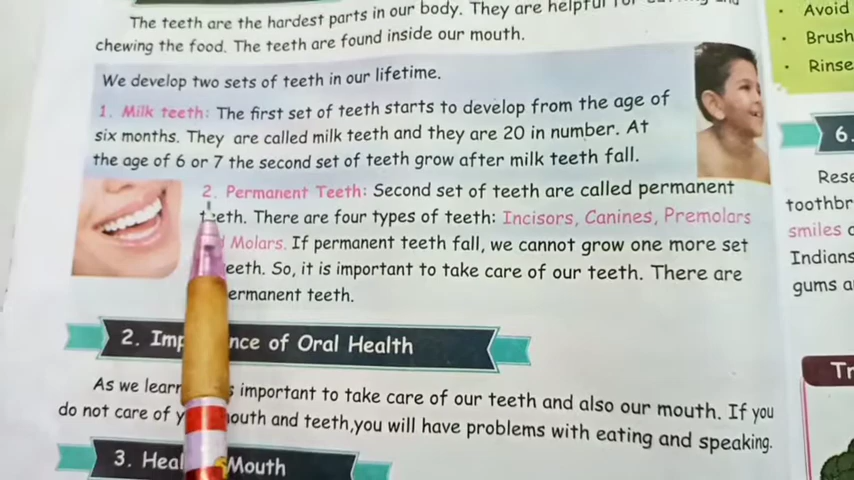 The teeth are the hardest parts in our body. They are helpful for
chewing the food. The teeth are found inside our mouth.
We develop two sets of teeth in our lifetime.
1. Milk teeth: The first set of teeth starts to develop from the age of
six months. They are called milk teeth and they are 20 in number. At
the age of 6 or 7 the second set of teeth grow after milk teeth fall.
2. Permanent Teeth: Second set of teeth are called permanent
teeth. There are four types of teeth: Incisors, Canines, Premolars
Molars. If permanent teeth fall, we cannot grow one more set
teeth. So, it is important to take care of our teeth. There are
ermanent teeth.
2. Imp nce of Oral Health
As we learn s important to take care of our teeth and also our mouth. If you
do not care of y outh and teeth,you will have problems with eating and speaking.
3. Heal Mouth
• Avoid
• Brush
• Rinse
6.
Rese
toothbr
smiles
Indians
gums a
Tr